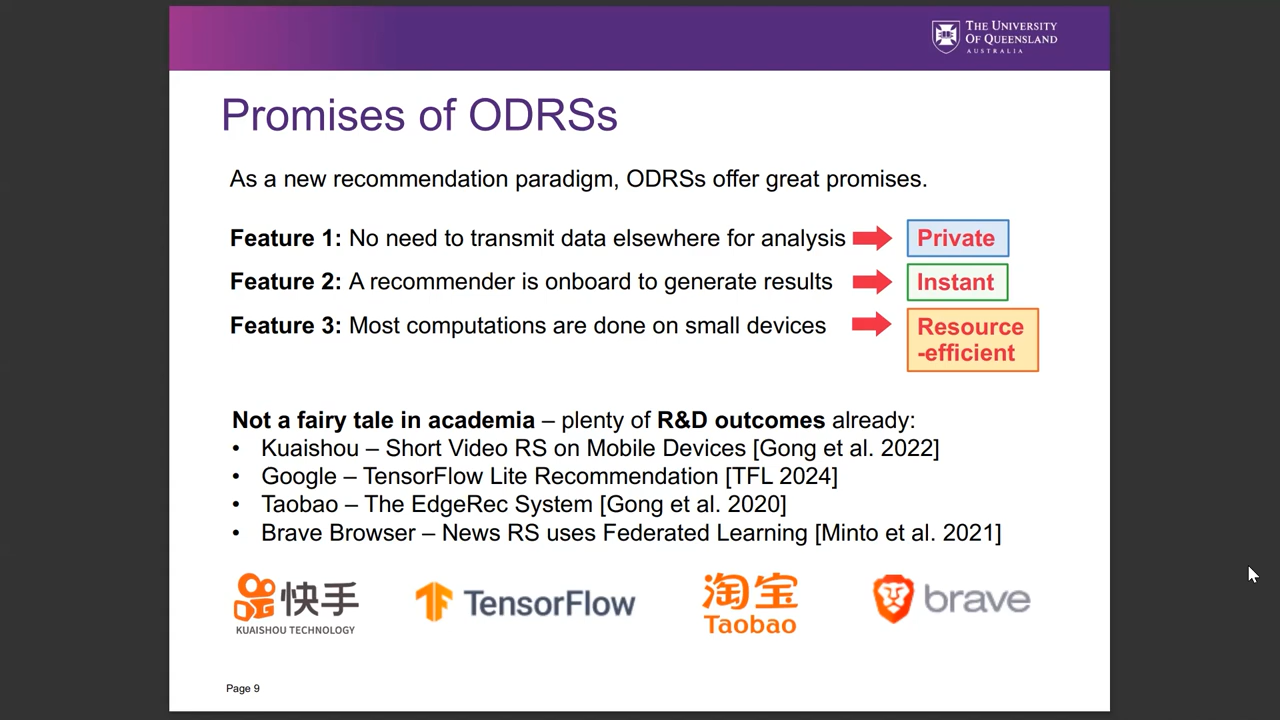 THE UNIVERSITY
OF QUEENSLAND
AUSTRALIA
Promises of ODRSs
As a new recommendation paradigm, ODRSs offer great promises.
Feature 1: No need to transmit data elsewhere for analysis
Private
Feature 2: A recommender is onboard to generate results
Instant
Feature 3: Most computations are done on small devices
Resource
-efficient
Not a fairy tale in academia – plenty of R&D outcomes already:
• Kuaishou – Short Video RS on Mobile Devices [Gong et al. 2022]
• Google – TensorFlow Lite Recommendation [TFL 2024]
• Taobao – The EdgeRec System [Gong et al. 2020]
• Brave Browser – News RS uses Federated Learning [Minto et al. 2021]
快手
KUAISHOU TECHNOLOGY
TensorFlow
淘宝
Taobao
brave
Page 9